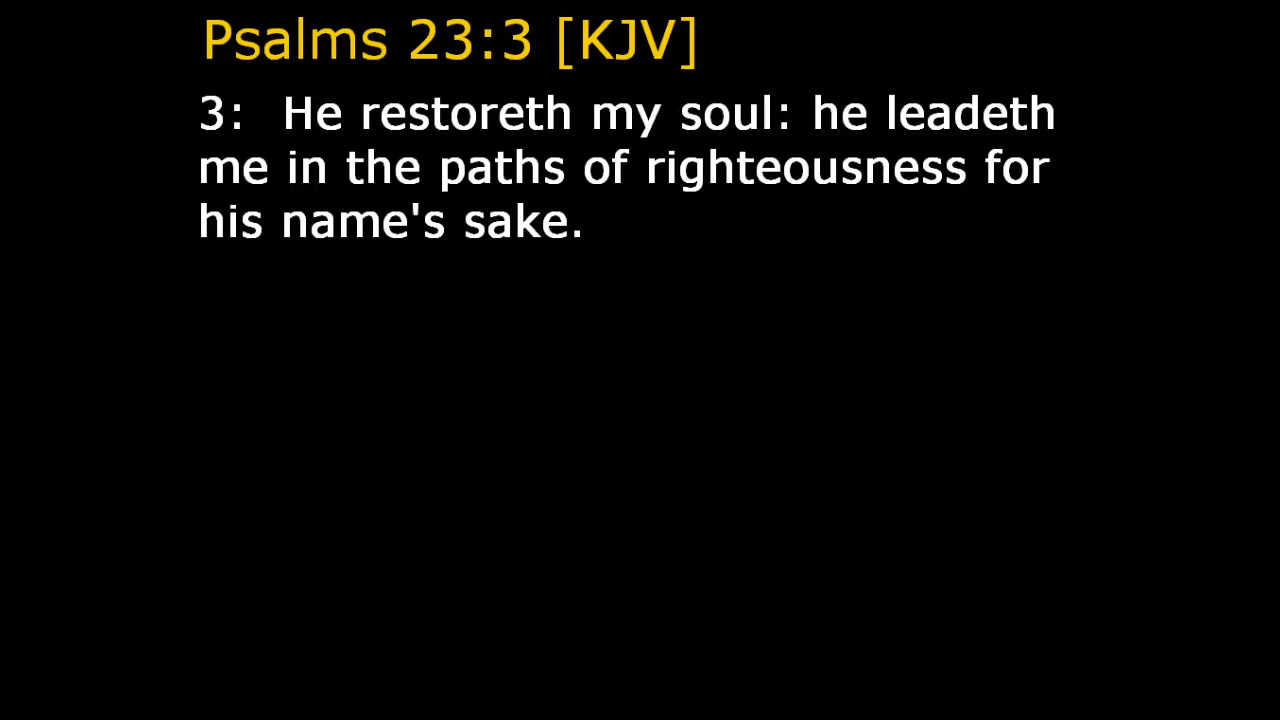 Psalms 23:3 [KJV]
3:  He restoreth my soul: he leadeth
me in the paths of righteousness for
his name's sake.